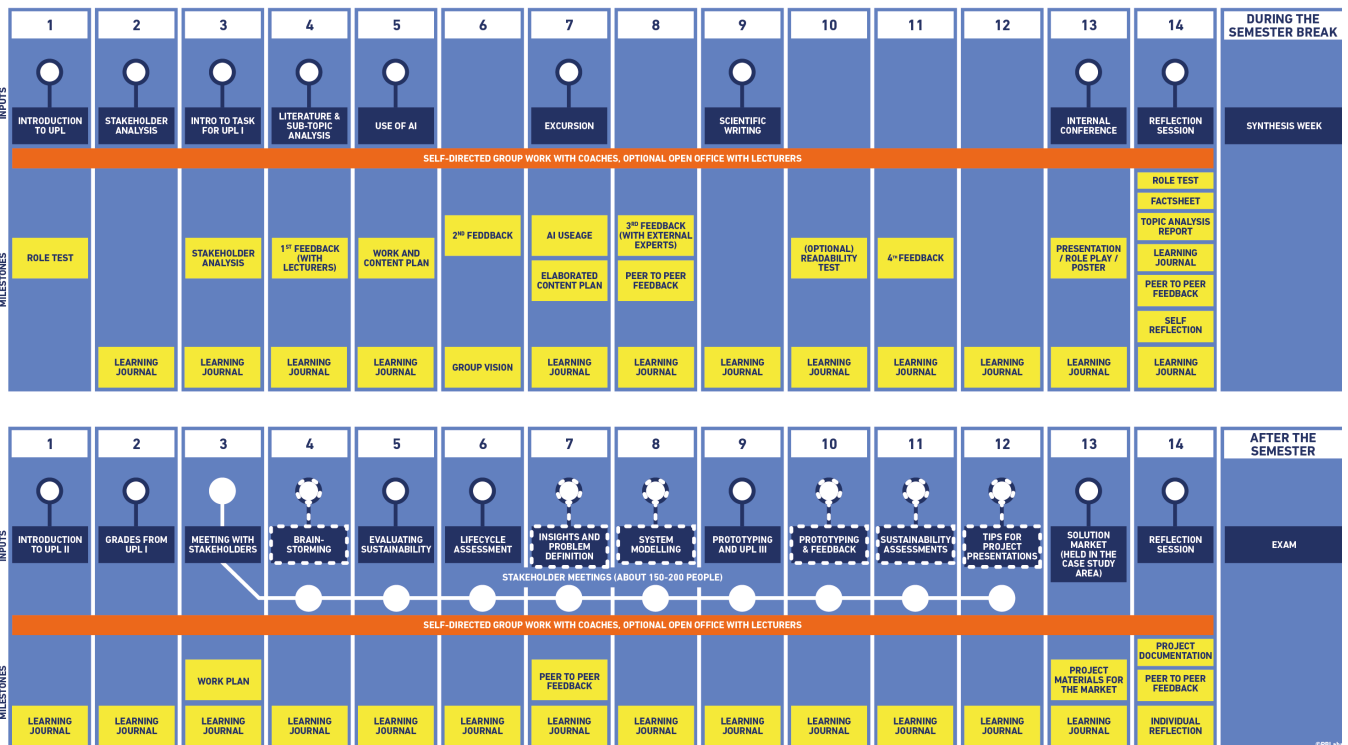 1 2 3 4 5 6 7 8 9 10 11 12 13 14
DURING THE
SEMESTER BREAK
INPUTS
INTRODUCTION
TO UPL
STAKEHOLDER
ANALYSIS
INTRO TO TASK
FOR UPL I
LITERATURE &
SUB-TOPIC
ANALYSIS
USE OF AI
EXCURSION
SCIENTIFIC
WRITING
INTERNAL
CONFERENCE
REFLECTION
SESSION
SYNTHESIS WEEK
SELF-DIRECTED GROUP WORK WITH COACHES, OPTIONAL OPEN OFFICE WITH LECTURERS
MILESTONES
ROLE TEST
STAKEHOLDER
ANALYSIS
1ST FEEDBACK
(WITH
LECTURERS)
WORK AND
CONTENT PLAN
2ND FEDDBACK
AI USEAGE
ELABORATED
CONTENT PLAN
3RD FEEDBACK
(WITH EXTERNAL
EXPERTS)
PEER TO PEER
FEEDBACK
(OPTIONAL)
READABILITY
TEST
4TH FEEDBACK
PRESENTATION
/ ROLE PLAY /
POSTER
ROLE TEST
FACTSHEET
TOPIC ANALYSIS
REPORT
LEARNING
JOURNAL
PEER TO PEER
FEEDBACK
SELF
REFLECTION
LEARNING
JOURNAL
LEARNING
JOURNAL
LEARNING
JOURNAL
LEARNING
JOURNAL
GROUP VISION
LEARNING
JOURNAL
LEARNING
JOURNAL
LEARNING
JOURNAL
LEARNING
JOURNAL
LEARNING
JOURNAL
LEARNING
JOURNAL
LEARNING
JOURNAL
LEARNING
JOURNAL
1 2 3 4 5 6 7 8 9 10 11 12 13 14
AFTER THE
SEMESTER
INPUTS
INTRODUCTION
TO UPL II
GRADES FROM
UPL I
MEETING WITH
STAKEHOLDERS
BRAIN-
STORMING
EVALUATING
SUSTAINABILITY
LIFECYCLE
ASSESSMENT
INSIGHTS AND
PROBLEM
DEFINITION
SYSTEM
MODELLING
PROTOTYPING
AND UPL III
PROTOTYPING
& FEEDBACK
SUSTAINABILITY
ASSESSMENTS
TIPS FOR
PROJECT
PRESENTATIONS
SOLUTION
MARKET
(HELD IN THE
CASE STUDY
AREA)
REFLECTION
SESSION
EXAM
STAKEHOLDER MEETINGS (ABOUT 150-200 PEOPLE)
SELF-DIRECTED GROUP WORK WITH COACHES, OPTIONAL OPEN OFFICE WITH LECTURERS
MILESTONES
WORK PLAN
PEER TO PEER
FEEDBACK
PROJECT
MATERIALS FOR
THE MARKET
PROJECT
DOCUMENTATION
PEER TO PEER
FEEDBACK
LEARNING
JOURNAL
LEARNING
JOURNAL
LEARNING
JOURNAL
LEARNING
JOURNAL
LEARNING
JOURNAL
LEARNING
JOURNAL
LEARNING
JOURNAL
LEARNING
JOURNAL
LEARNING
JOURNAL
LEARNING
JOURNAL
LEARNING
JOURNAL
LEARNING
JOURNAL
LEARNING
JOURNAL
INDIVIDUAL
REFLECTION